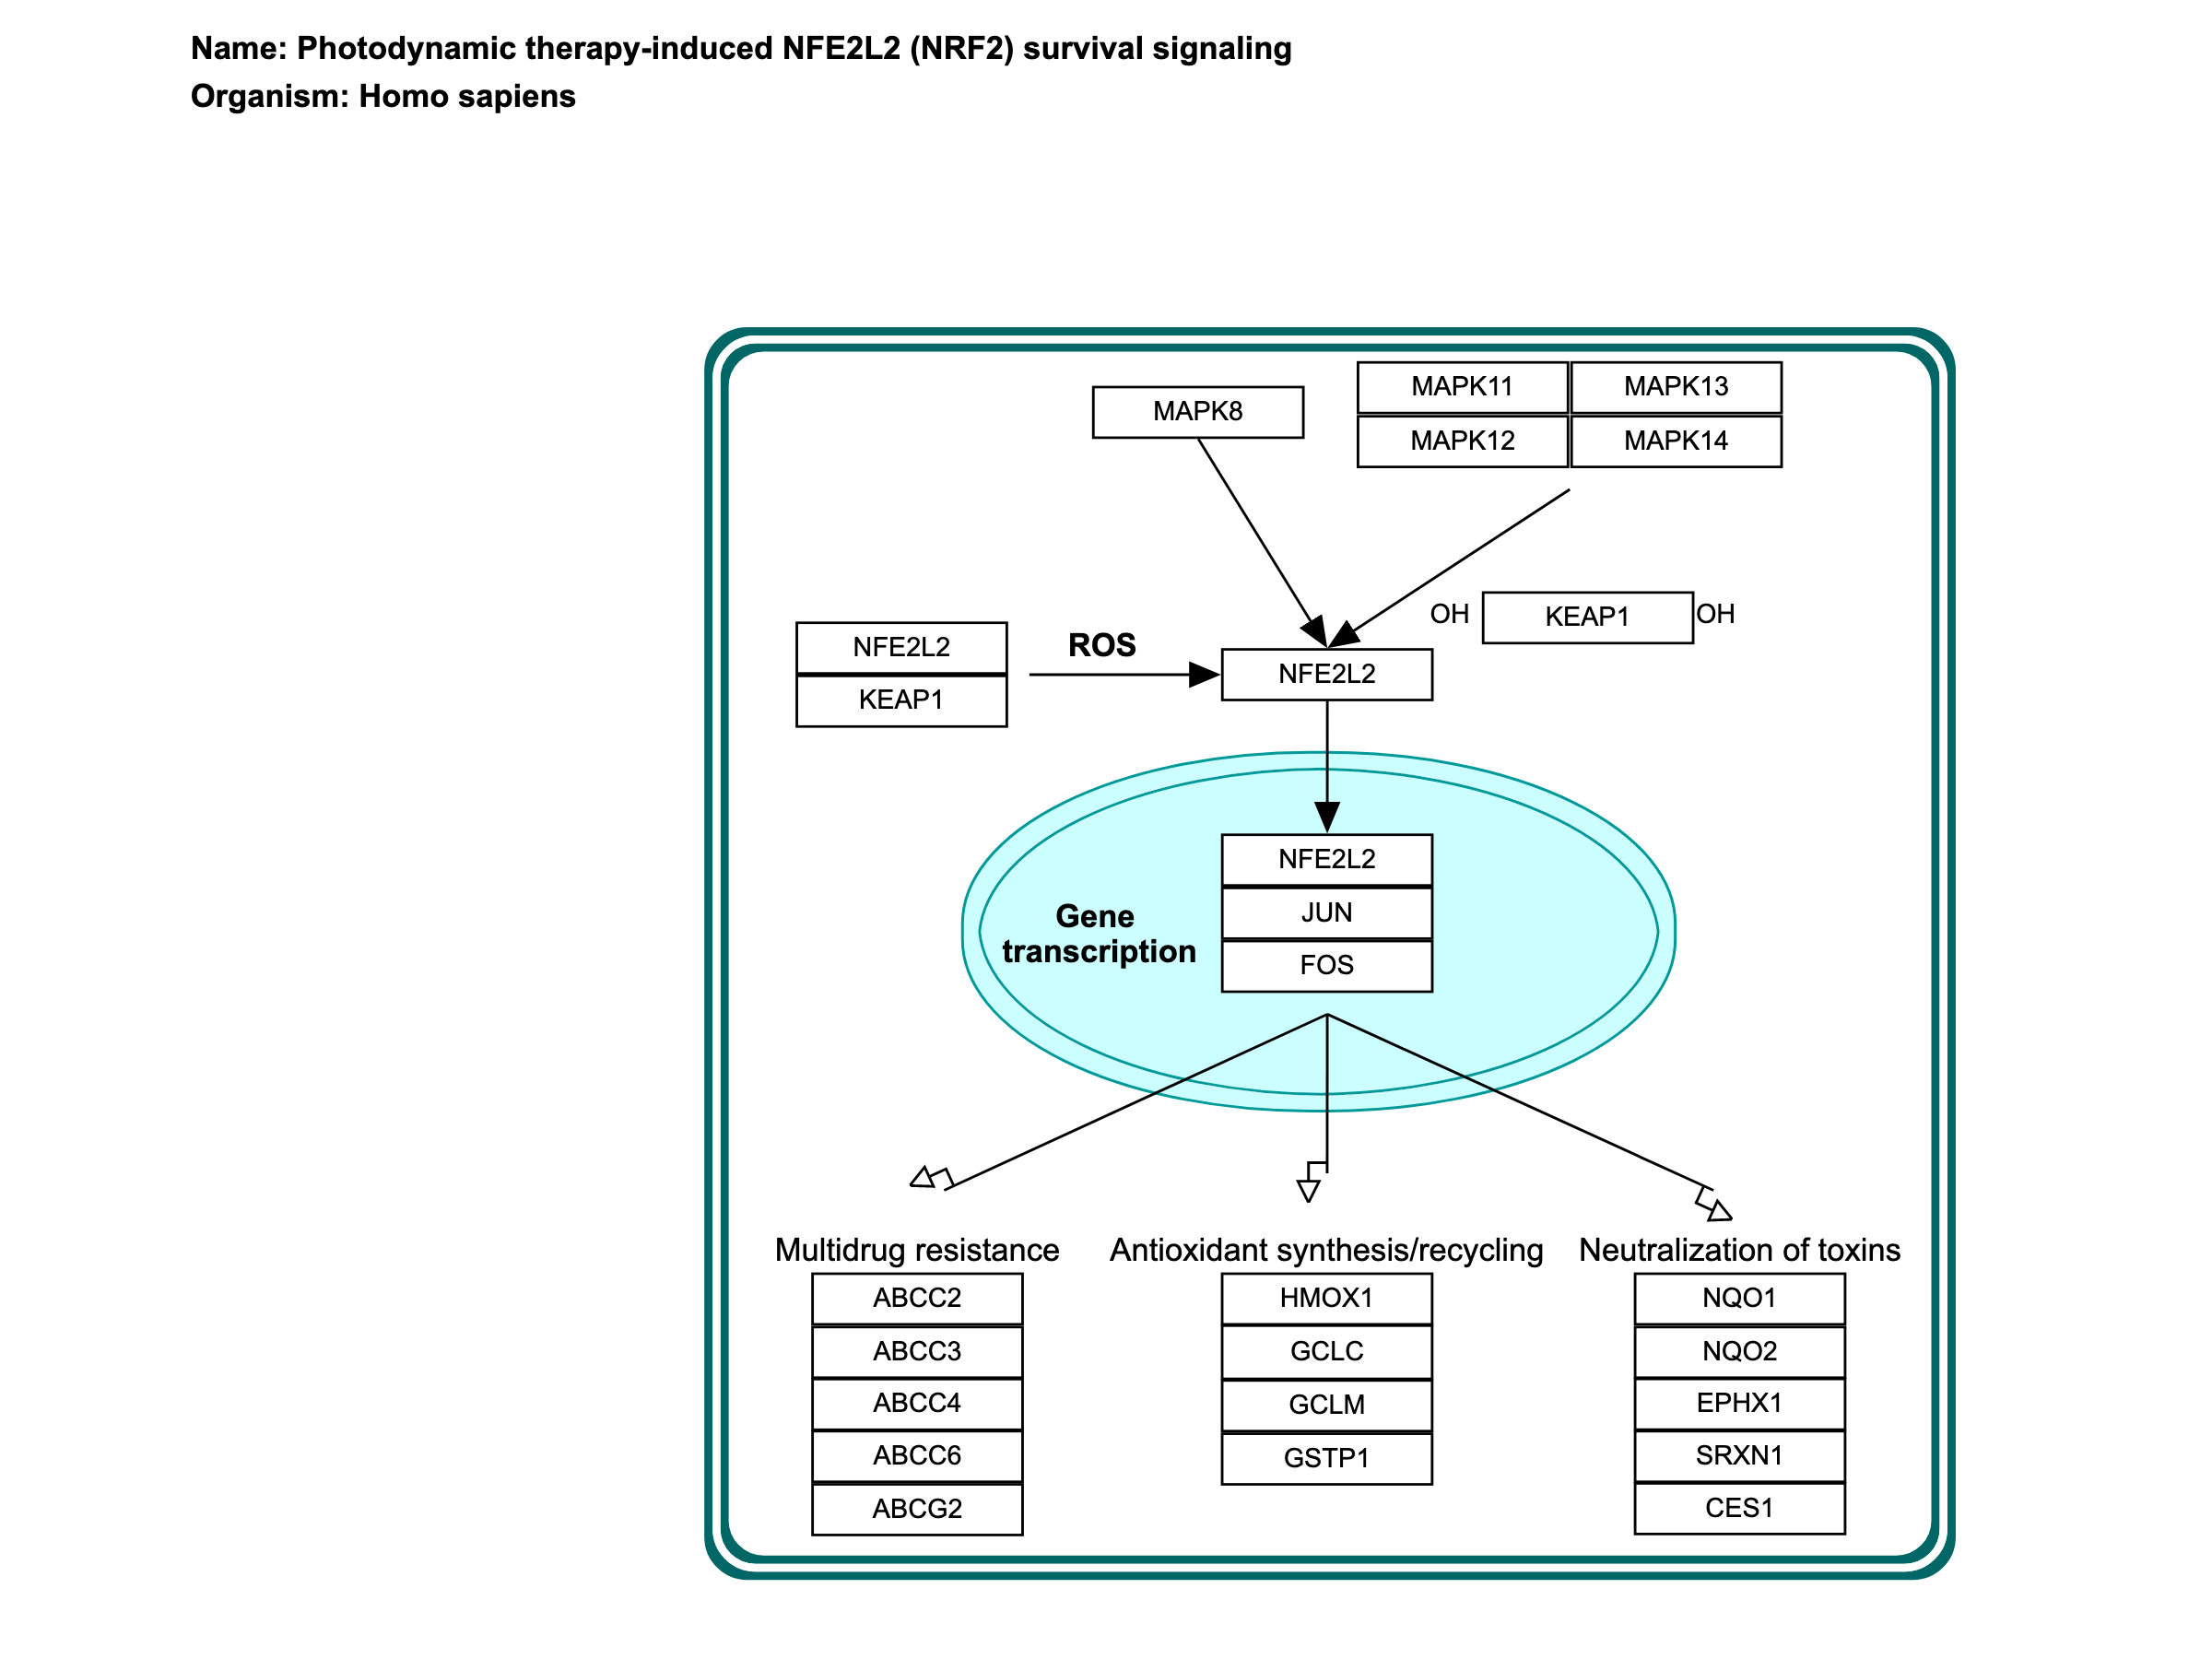 Name: Photodynamic therapy-induced NFE2L2 (NRF2) survival signaling
Organism: Homo sapiens
MAPK8
MAPK11
MAPK13
MAPK12
MAPK14
OH
KEAP1
OH
NFE2L2
KEAP1
ROS
NFE2L2
NFE2L2
JUN
FOS
Gene
transcription
Multidrug resistance
ABCC2
ABCC3
ABCC4
ABCC6
ABCG2
Antioxidant synthesis/recycling
HMOX1
GCLC
GCLM
GSTP1
Neutralization of toxins
NQO1
NQO2
EPHX1
SRXN1
CES1